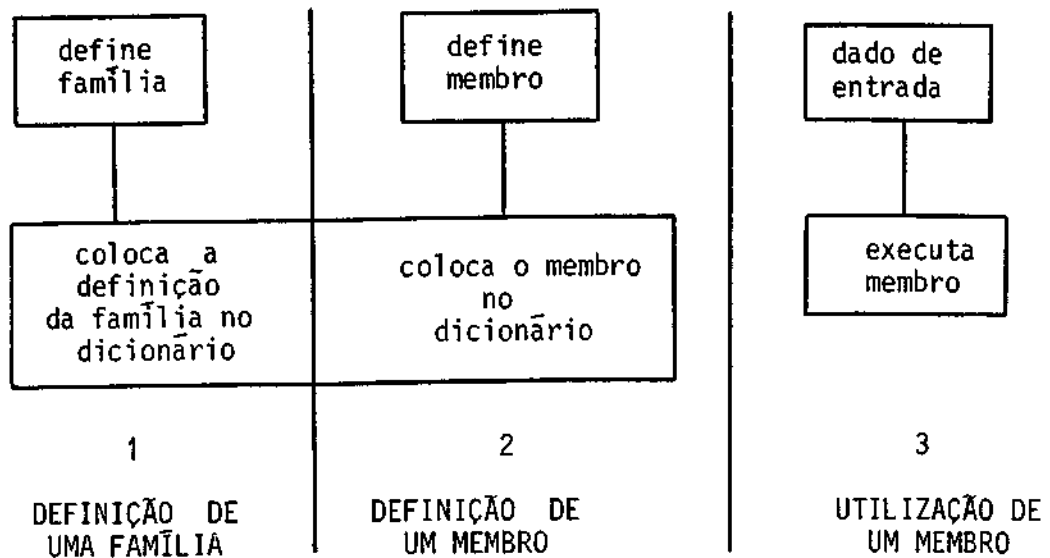 define
família
define
membro
dado de
entrada
coloca a
definição
da família no
dicionário
coloca o membro
no
dicionário
executa
membro
1
2
3
DEFINIÇÃO DE
UMA FAMÍLIA
DEFINIÇÃO DE
UM MEMBRO
UTILIZAÇÃO DE
UM MEMBRO